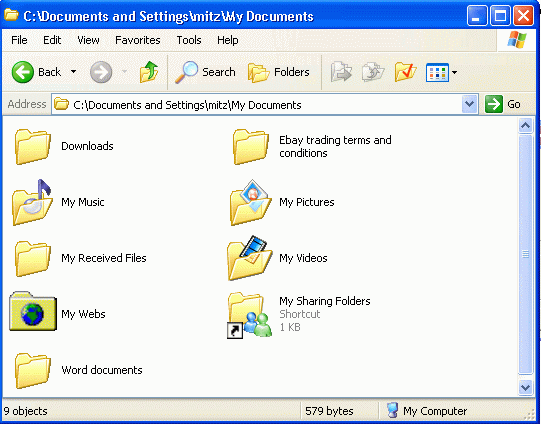 C:\Documents and Settings\mitz\My Documents
File Edit View Favorites Tools Help
Back Search Folders
Address C:\Documents and Settings\mitz\My Documents Go
Downloads
Ebay trading terms and
conditions
My Music
My Pictures
My Received Files
My Videos
My Webs
My Sharing Folders
Shortcut
1 KB
Word documents
9 objects 579 bytes My Computer